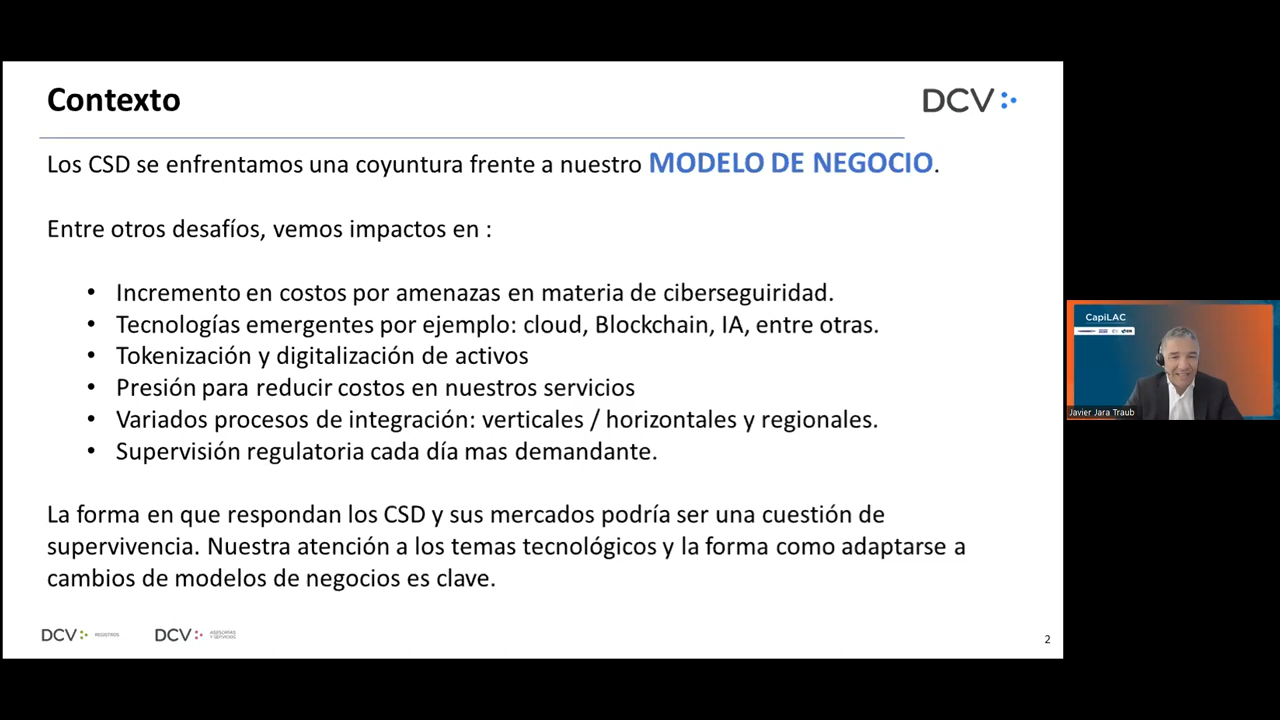 Contexto
DCV
Los CSD se enfrentamos una coyuntura frente a nuestro MODELO DE NEGOCIO.
Entre otros desafíos, vemos impactos en :
• Incremento en costos por amenazas en materia de ciberseguiridad.
• Tecnologías emergentes por ejemplo: cloud, Blockchain, IA, entre otras.
• Tokenización y digitalización de activos
• Presión para reducir costos en nuestros servicios
• Variados procesos de integración: verticales / horizontales y regionales.
• Supervisión regulatoria cada día mas demandante.
La forma en que respondan los CSD y sus mercados podría ser una cuestión de
supervivencia. Nuestra atención a los temas tecnológicos y la forma como adaptarse a
cambios de modelos de negocios es clave.
DCV REGISTROS
DCV ASESORÍAS
Y SERVICIOS
2
CapiLAC
Javier Jara Traub